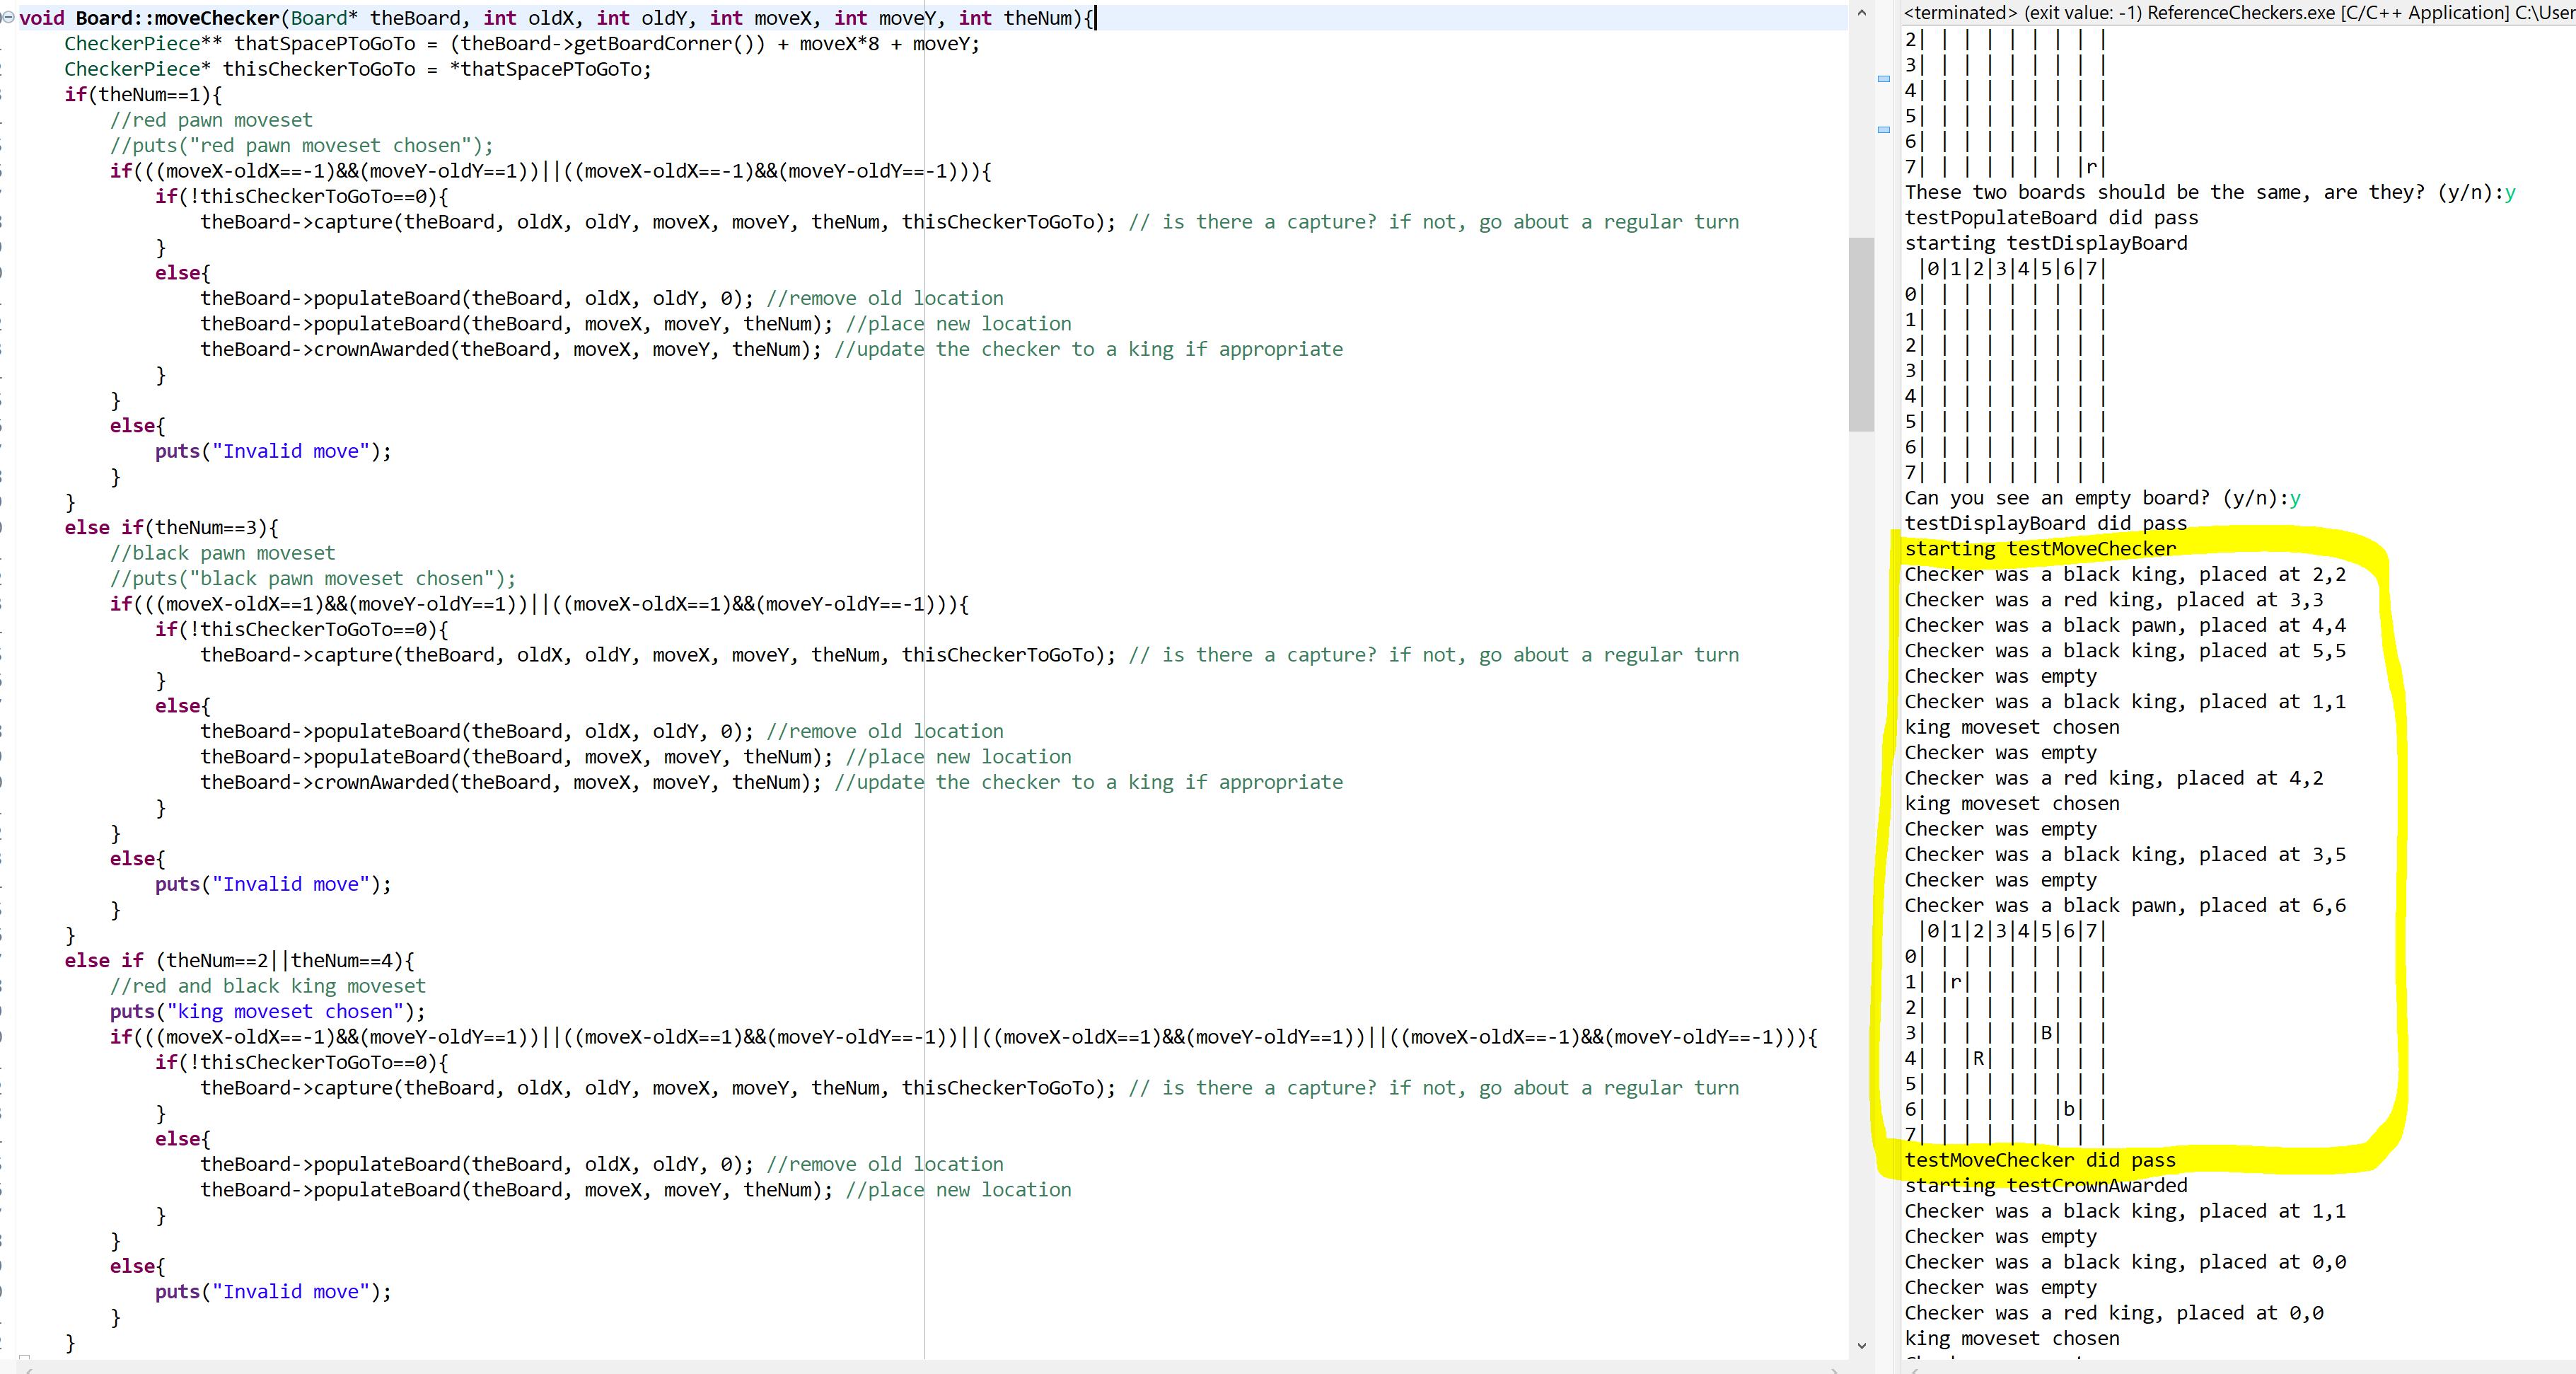 void Board::moveChecker(Board* theBoard, int oldX, int oldY, int moveX, int moveY, int theNum){
CheckerPiece** thatSpacePToGoTo = (theBoard->getBoardCorner()) + moveX*8 + moveY;
CheckerPiece* thisCheckerToGoTo = *thatSpacePToGoTo;
if(theNum==1){
//red pawn moveset
//puts("red pawn moveset chosen");
if(((moveX-oldX==-1)&&(moveY-oldY==1))||((moveX-oldX==-1)&&(moveY-oldY==-1))){
if(!thisCheckerToGoTo==0){
theBoard->capture(theBoard, oldX, oldY, moveX, moveY, theNum, thisCheckerToGoTo); // is there a capture? if not, go about a regular turn
}
else{
theBoard->populateBoard(theBoard, oldX, oldY, 0); //remove old location
theBoard->populateBoard(theBoard, moveX, moveY, theNum); //place new location
theBoard->crownAwarded(theBoard, moveX, moveY, theNum); //update the checker to a king if appropriate
}
}
else{
puts("Invalid move");
}
}
else if(theNum==3){
//black pawn moveset
//puts("black pawn moveset chosen");
if(((moveX-oldX==1)&&(moveY-oldY==1))||((moveX-oldX==1)&&(moveY-oldY==-1))){
if(!thisCheckerToGoTo==0){
theBoard->capture(theBoard, oldX, oldY, moveX, moveY, theNum, thisCheckerToGoTo); // is there a capture? if not, go about a regular turn
}
else{
theBoard->populateBoard(theBoard, oldX, oldY, 0); //remove old location
theBoard->populateBoard(theBoard, moveX, moveY, theNum); //place new location
theBoard->crownAwarded(theBoard, moveX, moveY, theNum); //update the checker to a king if appropriate
}
}
else{
puts("Invalid move");
}
}
else if (theNum==2||theNum==4){
//red and black king moveset
puts("king moveset chosen");
if(((moveX-oldX==-1)&&(moveY-oldY==1))||((moveX-oldX==1)&&(moveY-oldY==-1))||((moveX-oldX==1)&&(moveY-oldY==1))||((moveX-oldX==-1)&&(moveY-oldY==-1))){
if(!thisCheckerToGoTo==0){
theBoard->capture(theBoard, oldX, oldY, moveX, moveY, theNum, thisCheckerToGoTo); // is there a capture? if not, go about a regular turn
}
else{
theBoard->populateBoard(theBoard, oldX, oldY, 0); //remove old location
theBoard->populateBoard(theBoard, moveX, moveY, theNum); //place new location
}
}
else{
puts("Invalid move");
}
}
<terminated> (exit value: -1) ReferenceCheckers.exe [C/C++ Application] C:\User
2| | | | | | | | |
3| | | | | | | | |
4| | | | | | | | |
5| | | | | | | | |
6| | | | | | | | |
7| | | | | | | |r|
These two boards should be the same, are they? (y/n):y
testPopulateBoard did pass
starting testDisplayBoard
|0|1|2|3|4|5|6|7|
0| | | | | | | | |
1| | | | | | | | |
2| | | | | | | | |
3| | | | | | | | |
4| | | | | | | | |
5| | | | | | | | |
6| | | | | | | | |
7| | | | | | | | |
Can you see an empty board? (y/n):y
testDisplayBoard did pass
starting testMoveChecker
Checker was a black king, placed at 2,2
Checker was a red king, placed at 3,3
Checker was a black pawn, placed at 4,4
Checker was a black king, placed at 5,5
Checker was empty
Checker was a black king, placed at 1,1
king moveset chosen
Checker was empty
Checker was a red king, placed at 4,2
king moveset chosen
Checker was empty
Checker was a black king, placed at 3,5
Checker was empty
Checker was a black pawn, placed at 6,6
|0|1|2|3|4|5|6|7|
0| | | | | | | | |
1| |r| | | | | | |
2| | | | | | | | |
3| | | | | |B| | |
4| | |R| | | | | |
5| | | | | | | | |
6| | | | | | |b| |
7| | | | | | | | |
testMoveChecker did pass
starting testCrownAwarded
Checker was a black king, placed at 1,1
Checker was empty
Checker was a black king, placed at 0,0
Checker was empty
Checker was a red king, placed at 0,0
king moveset chosen